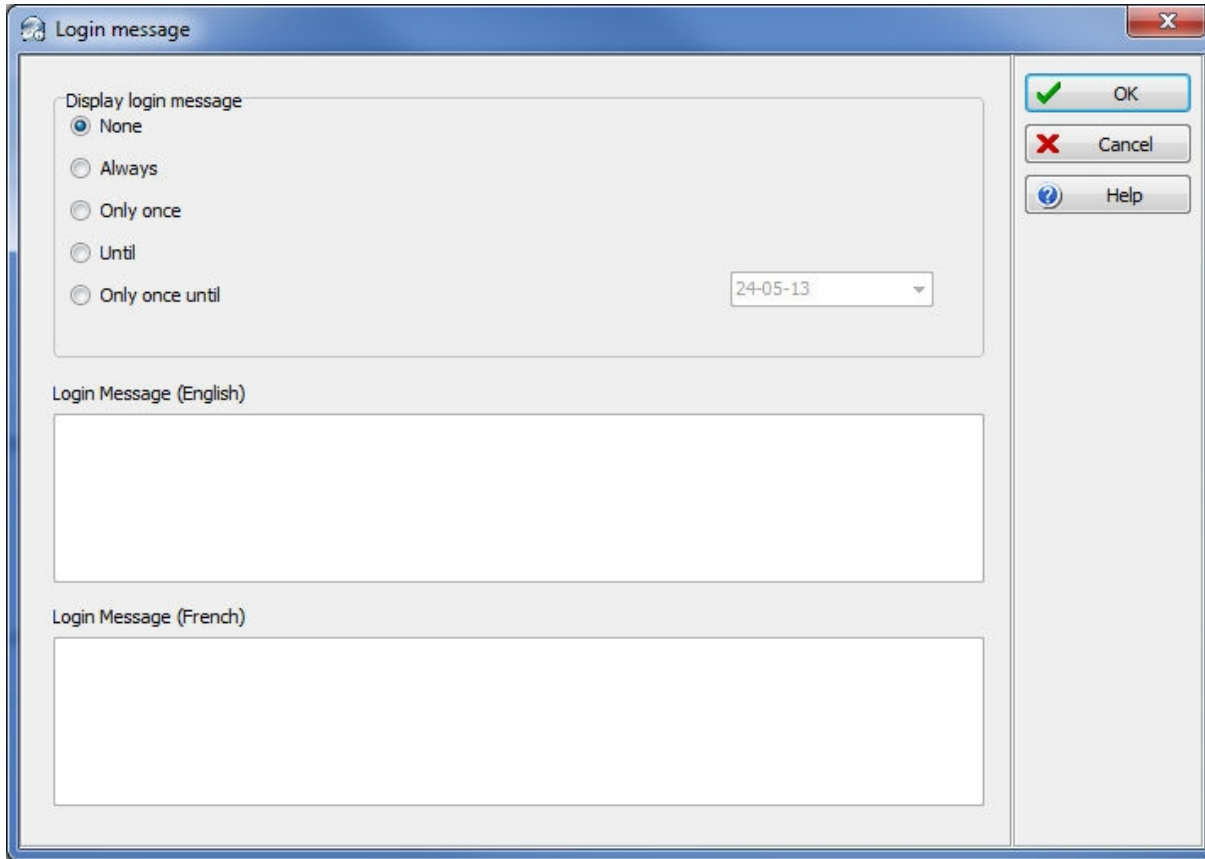 Login message
Display login message
None
Always
Only once
Until
Only once until
24-05-13
Login Message (English)
Login Message (French)
OK
Cancel
Help